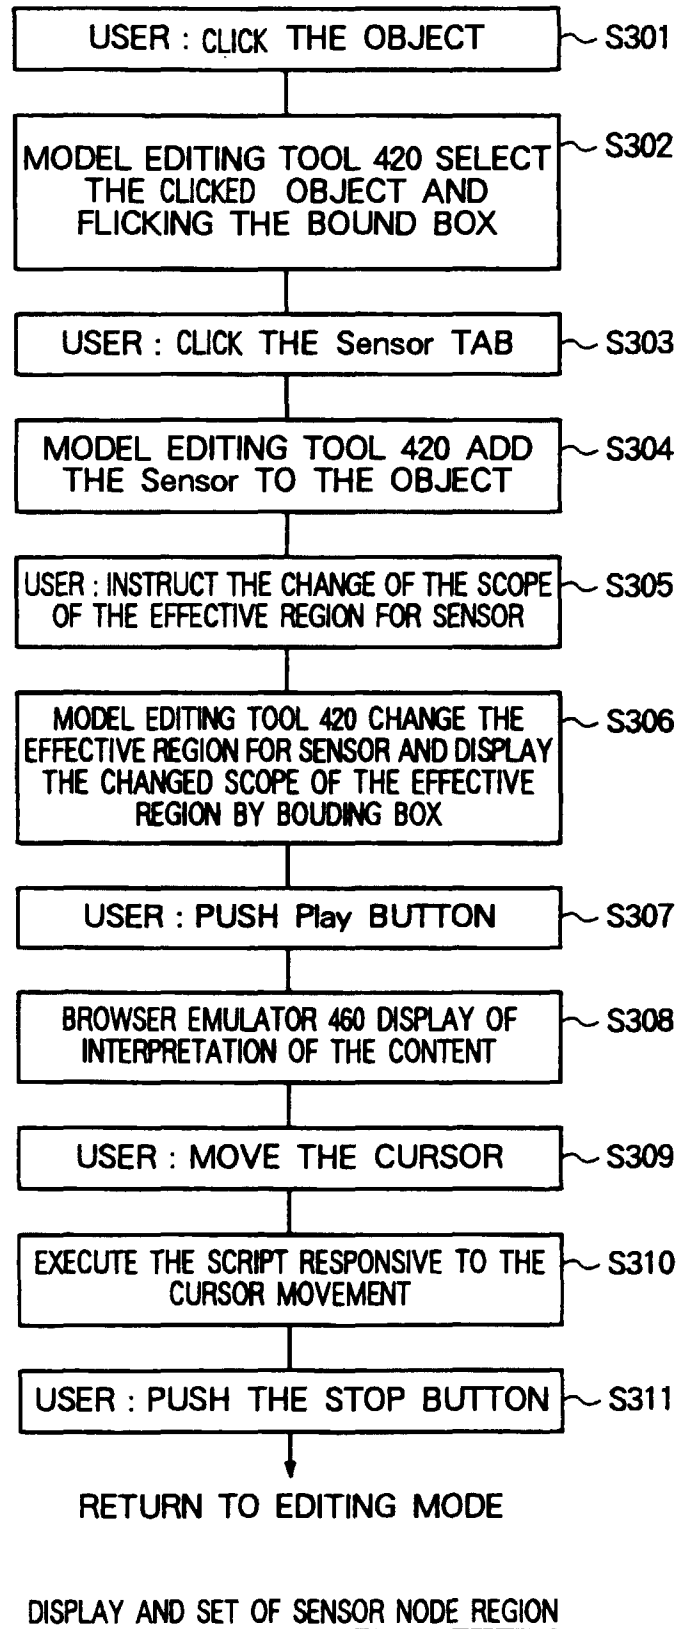 USER : CLICK THE OBJECT
S301
MODEL EDITING TOOL 420 SELECT
THE CLICKED OBJECT AND
FLICKING THE BOUND BOX
S302
USER : CLICK THE Sensor TAB
S303
MODEL EDITING TOOL 420 ADD
THE Sensor TO THE OBJECT
S304
USER : INSTRUCT THE CHANGE OF THE SCOPE
OF THE EFFECTIVE REGION FOR SENSOR
S305
MODEL EDITING TOOL 420 CHANGE THE
EFFECTIVE REGION FOR SENSOR AND DISPLAY
THE CHANGED SCOPE OF THE EFFECTIVE
REGION BY BOUDING BOX
S306
USER : PUSH Play BUTTON
S307
BROWSER EMULATOR 460 DISPLAY OF
INTERPRETATION OF THE CONTENT
S308
USER : MOVE THE CURSOR
S309
EXECUTE THE SCRIPT RESPONSIVE TO THE
CURSOR MOVEMENT
S310
USER : PUSH THE STOP BUTTON
S311
RETURN TO EDITING MODE
DISPLAY AND SET OF SENSOR NODE REGION